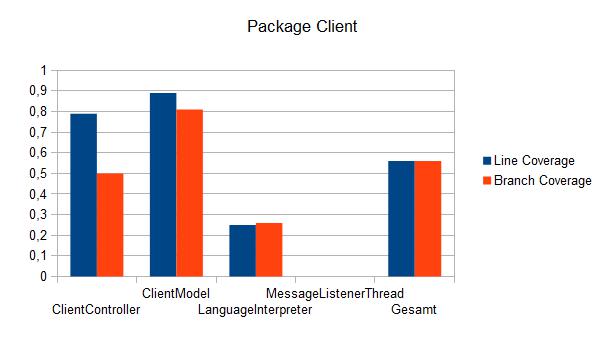 Package Client
1
0,9
0,8
0,7
0,6
0,5
0,4
0,3
0,2
0,1
0
ClientController
ClientModel
LanguageInterpreter
MessageListenerThread
Gesamt
Line Coverage
Branch Coverage